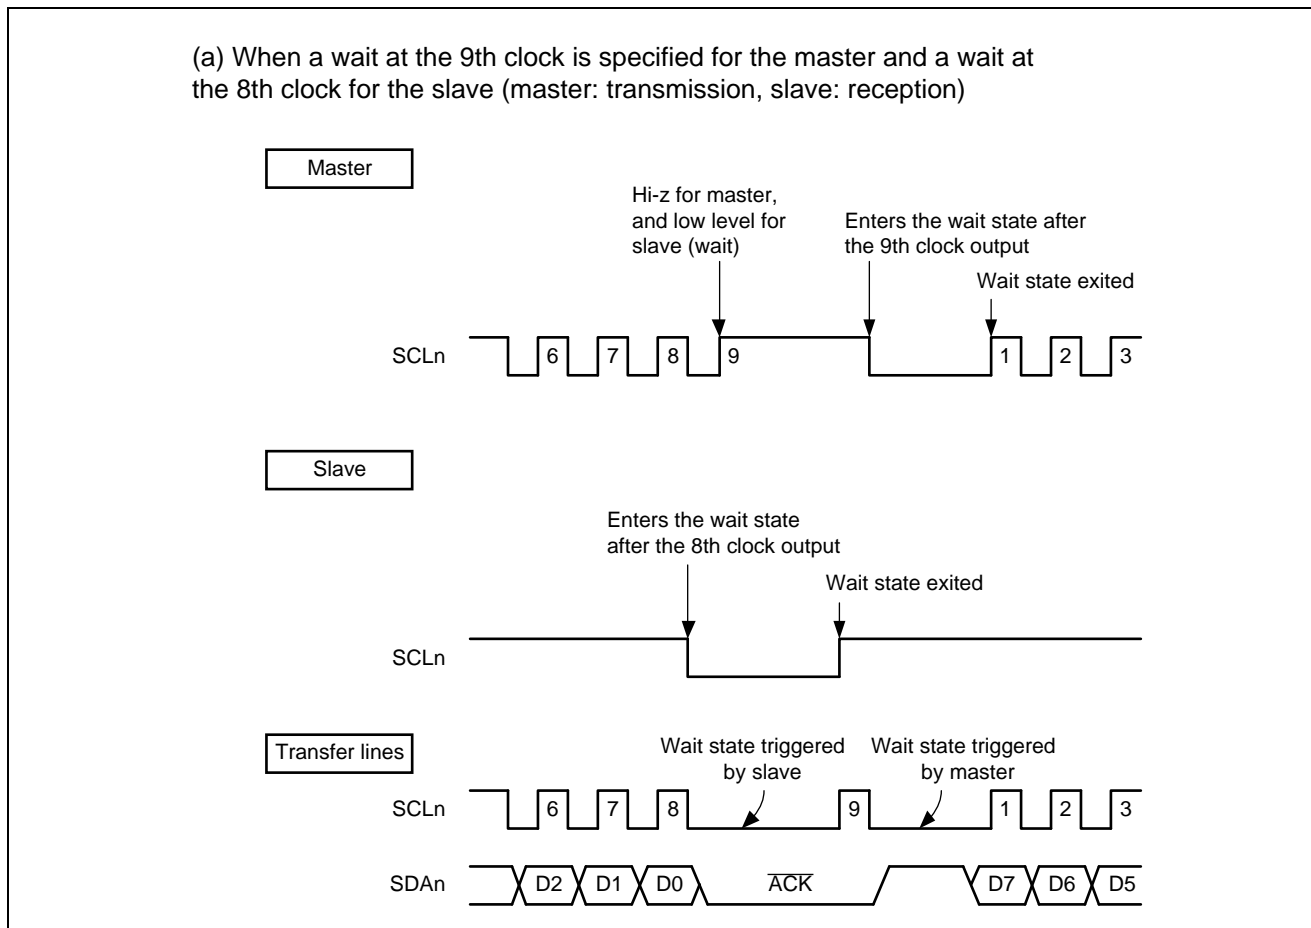 (a) When a wait at the 9th clock is specified for the master and a wait at
the 8th clock for the slave (master: transmission, slave: reception)
Master
Hi-z for master,
and low level for
slave (wait)
Enters the wait state after
the 9th clock output
Wait state exited
SCLn 6 7 8 9 1 2 3
Slave
Enters the wait state
after the 8th clock output
Wait state exited
SCLn
Transfer lines
Wait state triggered
by slave
Wait state triggered
by master
SCLn 6 7 8 9 1 2 3
SDAn D2 D1 D0 A̅C̅K̅ D7 D6 D5